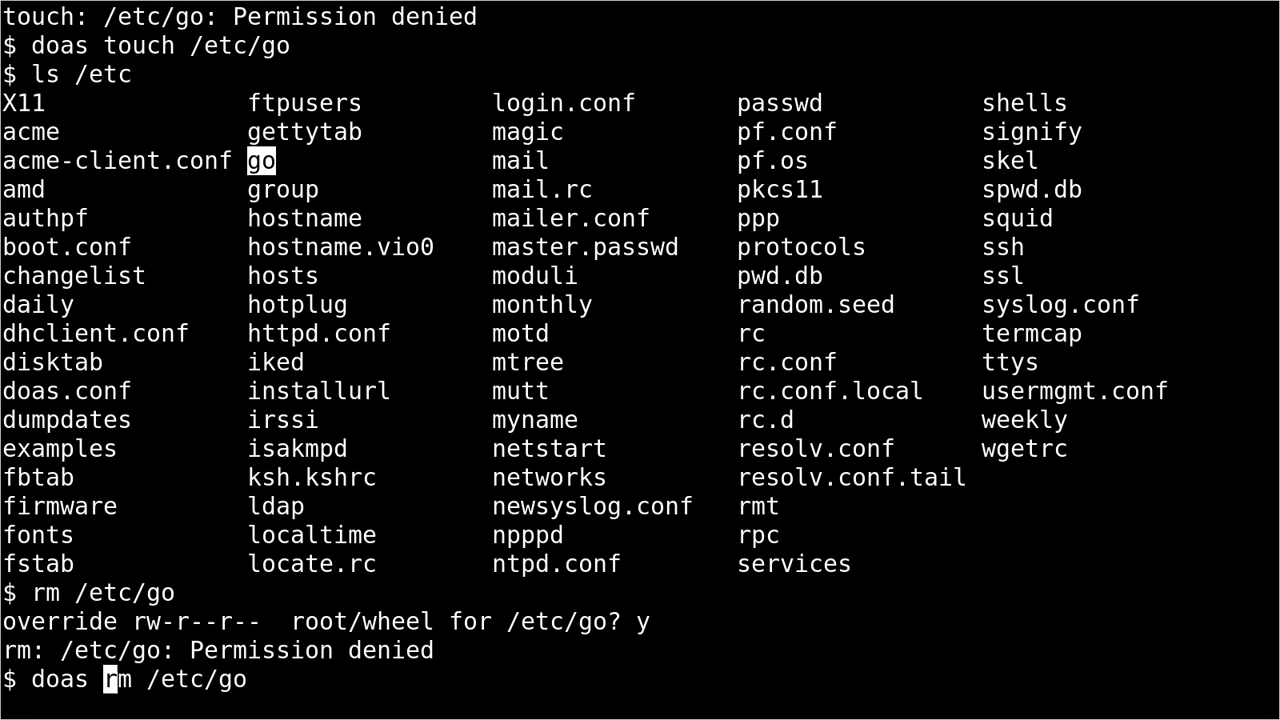 touch: /etc/go: Permission denied
$ doas touch /etc/go
$ ls /etc
X11 ftpusers login.conf passwd shells
acme gettytab magic pf.conf signify
acme-client.conf go mail pf.os skel
amd group mail.rc pkcs11 spwd.db
authpf hostname mailer.conf ppp squid
boot.conf hostname.vio0 master.passwd protocols ssh
changelist hosts moduli pwd.db ssl
daily hotplug monthly random.seed syslog.conf
dhclient.conf httpd.conf motd rc termcap
disktab iked mtree rc.conf ttys
doas.conf installurl mutt rc.conf.local usermgmt.conf
dumpdates irssi myname rc.d weekly
examples isakmpd netstart resolv.conf wgetrc
fbtab ksh.kshrc networks resolv.conf.tail
firmware ldap newsyslog.conf rmt
fonts localtime npppd rpc
fstab locate.rc ntpd.conf services
$ rm /etc/go
override rw-r--r--  root/wheel for /etc/go? y
rm: /etc/go: Permission denied
$ doas rm /etc/go